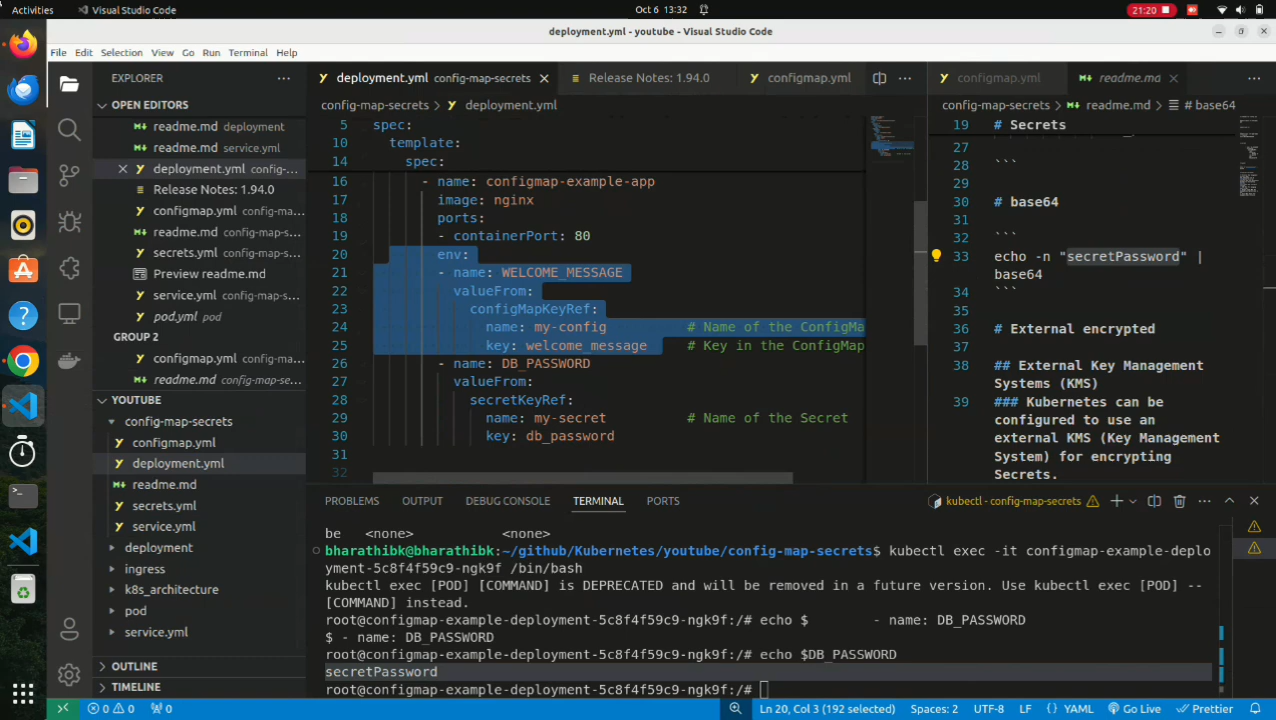 Activities
Visual Studio Code
Oct 6 13:32
21:20
deployment.yml - youtube - Visual Studio Code
File Edit Selection View Go Run Terminal Help
EXPLORER
OPEN EDITORS
readme.md deployment
readme.md service.yml
deployment.yml config-...
Release Notes: 1.94.0
configmap.yml config-ma...
readme.md config-map-s...
secrets.yml config-map-s...
Preview readme.md
service.yml config-map-s...
pod.yml pod
GROUP 2
configmap.yml config-ma...
readme.md config-map-se...
YOUTUBE
config-map-secrets
configmap.yml
deployment.yml
readme.md
secrets.yml
service.yml
deployment
ingress
k8s_architecture
pod
service.yml
OUTLINE
TIMELINE
deployment.yml config-map-secrets
Release Notes: 1.94.0
configmap.yml
config-map-secrets > deployment.yml
5 spec:
10 template:
14 spec:
16 - name: configmap-example-app
17 image: nginx
18 ports:
19 - containerPort: 80
20 env:
21 - name: WELCOME_MESSAGE
22 valueFrom:
23 configMapKeyRef:
24 name: my-config # Name of the ConfigMa
25 key: welcome_message # Key in the ConfigMap
26 - name: DB_PASSWORD
27 valueFrom:
28 secretKeyRef:
29 name: my-secret # Name of the Secret
30 key: db_password
31
32
configmap.yml
readme.md
config-map-secrets > readme.md > # base64
19 # Secrets
27
28 ```
29
30 # base64
31
32 ```
33 echo -n "secretPassword" |
base64
34 ```
35
36 # External encrypted
37
38 ## External Key Management
Systems (KMS)
39 ### Kubernetes can be
configured to use an
external KMS (Key Management
System) for encrypting
Secrets.
PROBLEMS OUTPUT DEBUG CONSOLE TERMINAL PORTS
kubectl - config-map-secrets
be <none> <none>
bharathibk@bharathibk:~/github/Kubernetes/youtube/config-map-secrets$ kubectl exec -it configmap-example-deplo
yment-5c8f4f59c9-ngk9f /bin/bash
kubectl exec [POD] [COMMAND] is DEPRECATED and will be removed in a future version. Use kubectl exec [POD] --
[COMMAND] instead.
root@configmap-example-deployment-5c8f4f59c9-ngk9f:/# echo $ - name: DB_PASSWORD
$ - name: DB_PASSWORD
root@configmap-example-deployment-5c8f4f59c9-ngk9f:/# echo $DB_PASSWORD
secretPassword
root@configmap-example-deployment-5c8f4f59c9-ngk9f:/#
0 0 0
Ln 20, Col 3 (192 selected) Spaces: 2 UTF-8 LF {} YAML Go Live Prettier